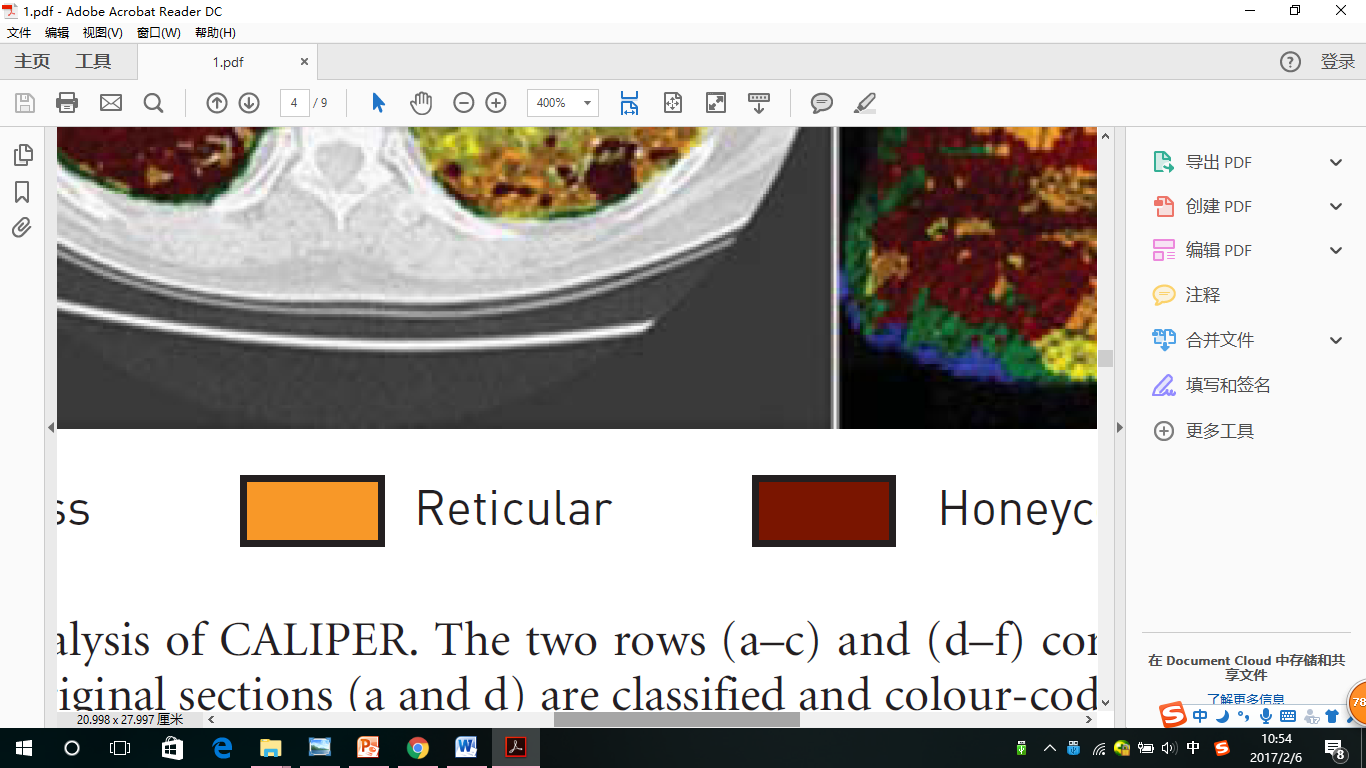 1.pdf - Adobe Acrobat Reader DC
文件 编辑 视图(V) 窗口(W) 帮助(H)
主页 工具 1.pdf × 登录
4 / 9 400%
导出 PDF
创建 PDF
编辑 PDF
注释
合并文件
填写和签名
更多工具
ss Reticular Honeyc
alysis of CALIPER. The two rows (a–c) and (d–f) cor
iginal sections (a and d) are classified and colour-cod
在 Document Cloud 中存储和共
享文件
了解更多信息
78
20.998 x 27.997 厘米
中
中
10:54
2017/2/6
8